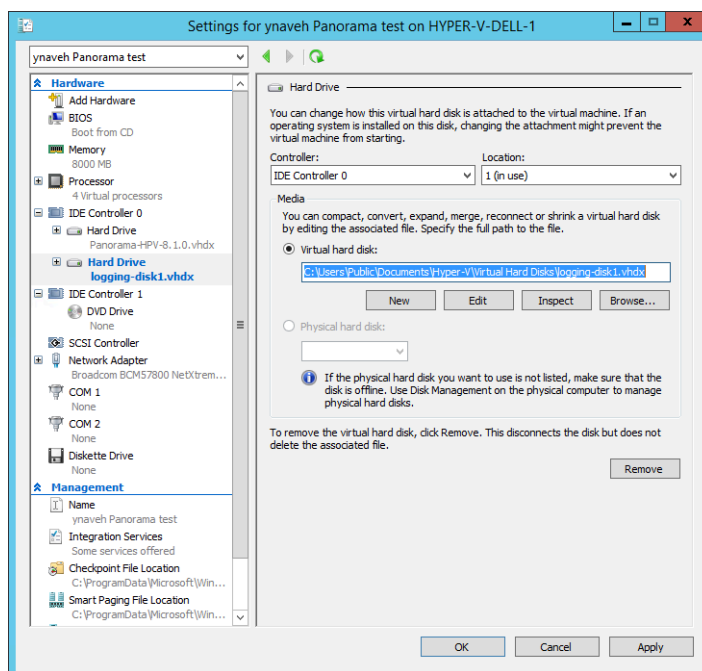 Settings for ynaveh Panorama test on HYPER-V-DELL-1
ynaveh Panorama test
Hardware
Add Hardware
BIOS
Boot from CD
Memory
8000 MB
Processor
4 Virtual processors
IDE Controller 0
Hard Drive
Panorama-HPV-8.1.0.vhdx
Hard Drive
logging-disk1.vhdx
IDE Controller 1
DVD Drive
None
SCSI Controller
Network Adapter
Broadcom BCM57800 NetXtrem...
COM 1
None
COM 2
None
Diskette Drive
None
Management
Name
ynaveh Panorama test
Integration Services
Some services offered
Checkpoint File Location
C:\ProgramData\Microsoft\Win...
Smart Paging File Location
C:\ProgramData\Microsoft\Win...
Hard Drive
You can change how this virtual hard disk is attached to the virtual machine. If an
operating system is installed on this disk, changing the attachment might prevent the
virtual machine from starting.
Controller: Location:
IDE Controller 0 1 (in use)
Media
You can compact, convert, expand, merge, reconnect or shrink a virtual hard disk
by editing the associated file. Specify the full path to the file.
Virtual hard disk:
C:\Users\Public\Documents\Hyper-V\Virtual Hard Disks\logging-disk1.vhdx
New Edit Inspect Browse...
Physical hard disk:
If the physical hard disk you want to use is not listed, make sure that the
disk is offline. Use Disk Management on the physical computer to manage
physical hard disks.
To remove the virtual hard disk, click Remove. This disconnects the disk but does not
delete the associated file.
Remove
OK Cancel Apply